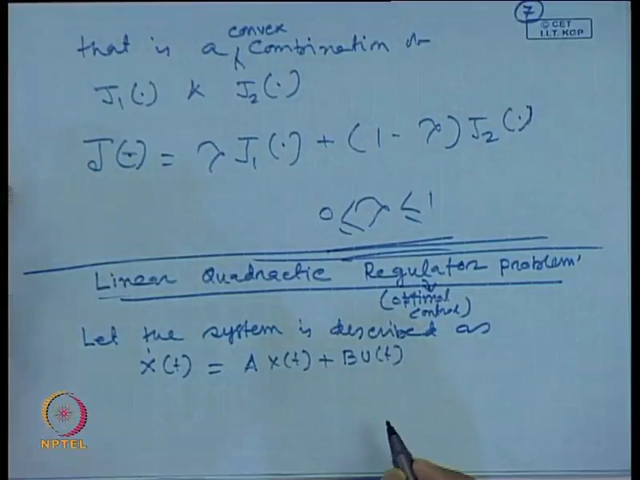 7
© CET
I.I.T. KGP
that is a convex combination of
J₁(·) & J₂(·)
J(·) = λ J₁(·) + (1 - λ) J₂(·)
0 ≤ λ ≤ 1
Linear Quadractic Regulator problem'
(optimal control)
Let the system is described as
ẋ(t) = A x(t) + B U(t)
NPTEL